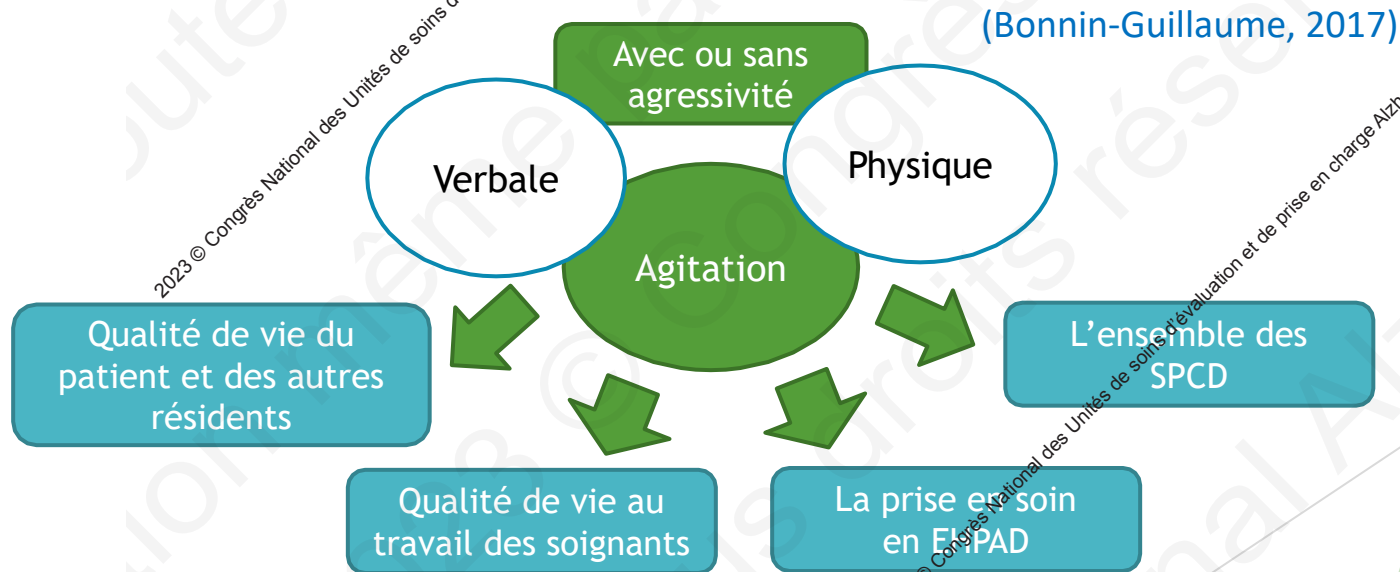 (Bonnin-Guillaume, 2017)
Avec ou sans
agressivité
Verbale
Physique
Agitation
Qualité de vie du
patient et des autres
résidents
L'ensemble des
SPCD
Qualité de vie au
travail des soignants
La prise en soin
en EHPAD
2023 © Congrès National des Unités de soins
National des Unités de soins d'évaluation et de prise en charge
© Congrès